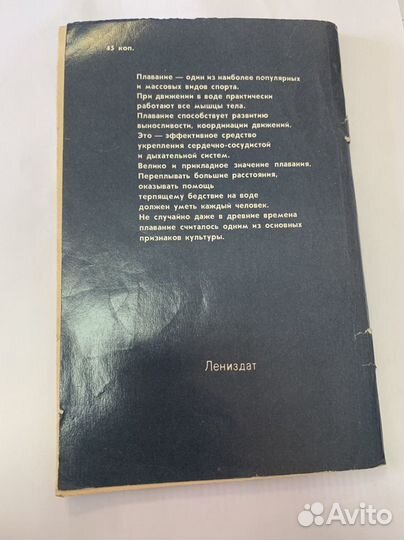 45 коп.
Плавание — один из наиболее популярных
и массовых видов спорта.
При движении в воде практически
работают все мышцы тела.
Плавание способствует развитию
выносливости, координации движений.
Это — эффективное средство
укрепления сердечно-сосудистой
и дыхательной систем.
Велико и прикладное значение плавания.
Переплывать большие расстояния,
оказывать помощь
терпящему бедствие на воде
должен уметь каждый человек.
Не случайно даже в древние времена
плавание считалось одним из основных
признаков культуры.
Лениздат
Avito